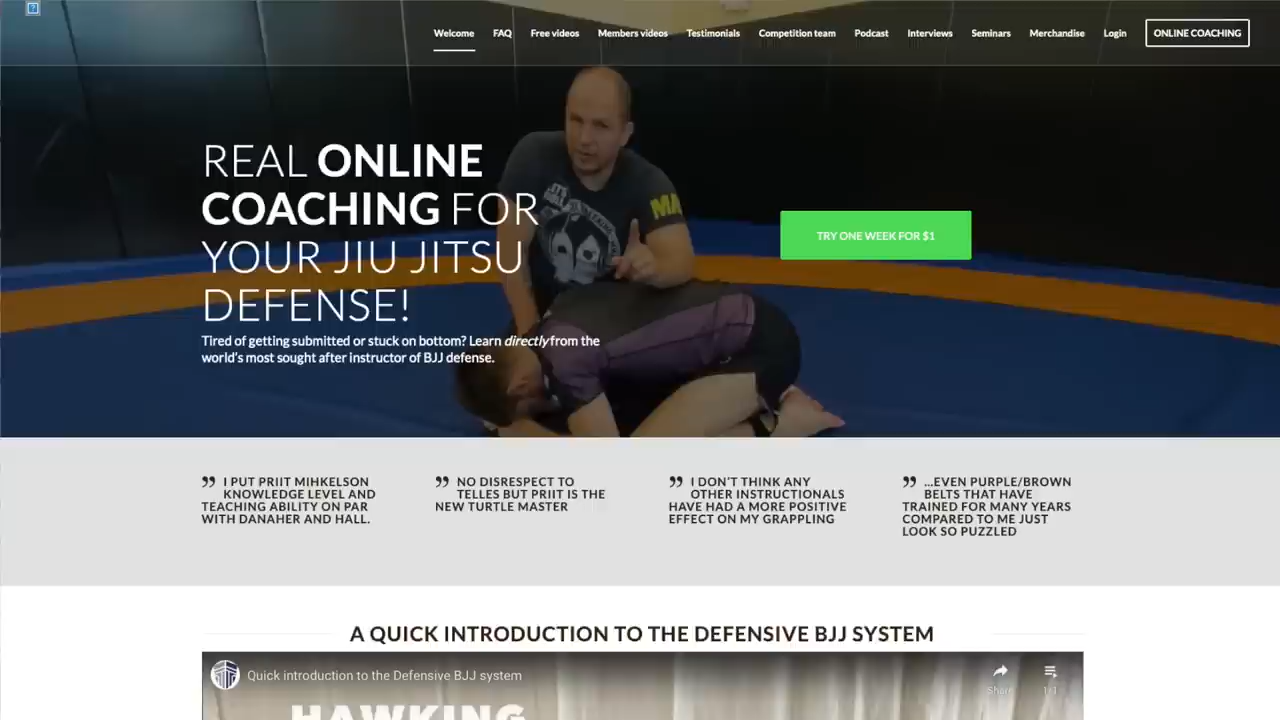 Welcome FAQ Free videos Members videos Testimonials Competition team Podcast Interviews Seminars Merchandise Login ONLINE COACHING
REAL ONLINE
COACHING FOR
YOUR JIU JITSU
DEFENSE!
Tired of getting submitted or stuck on bottom? Learn directly from the
world's most sought after instructor of BJJ defense.
TRY ONE WEEK FOR $1
” I PUT PRIIT MIHKELSON
KNOWLEDGE LEVEL AND
TEACHING ABILITY ON PAR
WITH DANAHER AND HALL.
” NO DISRESPECT TO
TELLES BUT PRIIT IS THE
NEW TURTLE MASTER
” I DON'T THINK ANY
OTHER INSTRUCTIONALS
HAVE HAD A MORE POSITIVE
EFFECT ON MY GRAPPLING
” ...EVEN PURPLE/BROWN
BELTS THAT HAVE
TRAINED FOR MANY YEARS
COMPARED TO ME JUST
LOOK SO PUZZLED
A QUICK INTRODUCTION TO THE DEFENSIVE BJJ SYSTEM
Quick introduction to the Defensive BJJ system
Share 1/1
HAWKING